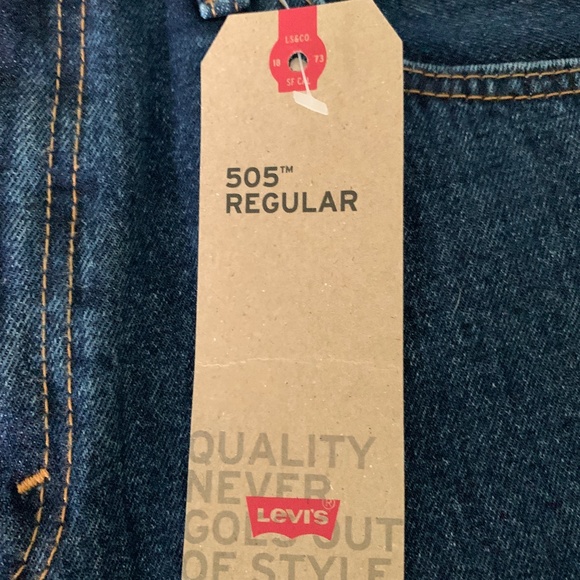 LS&CO
18 73
SF CAL
505™
REGULAR
QUALITY
NEVER
GOES OUT
OF STYLE
LEVI'S
®